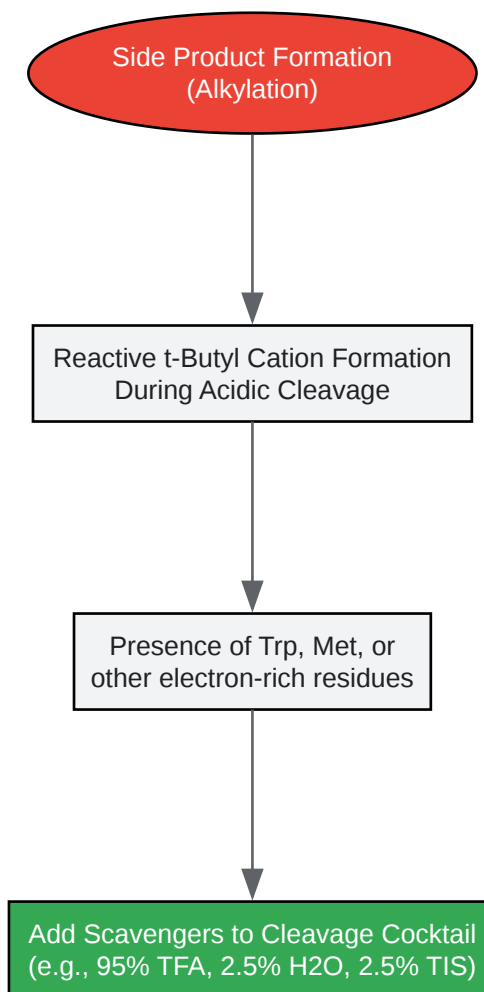 Side Product Formation
(Alkylation)
Reactive t-Butyl Cation Formation
During Acidic Cleavage
Presence of Trp, Met, or
other electron-rich residues
Add Scavengers to Cleavage Cocktail
(e.g., 95% TFA, 2.5% H2O, 2.5% TIS)